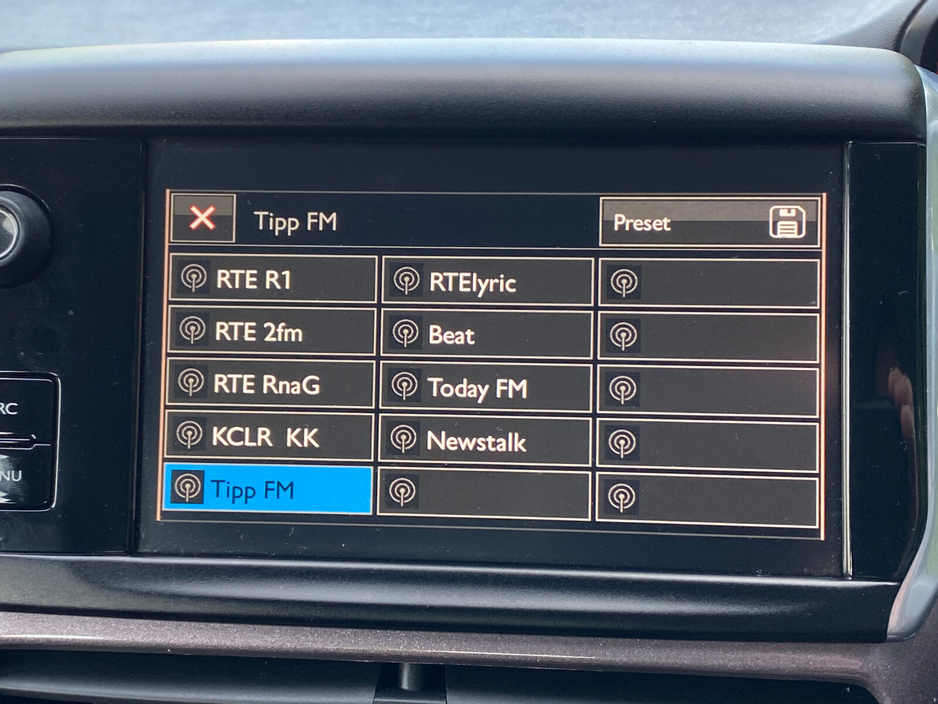 Tipp FM
Preset
RTE R1
RTElyric
RTE 2fm
Beat
RTE RnaG
Today FM
KCLR KK
Newstalk
Tipp FM
RC
NU